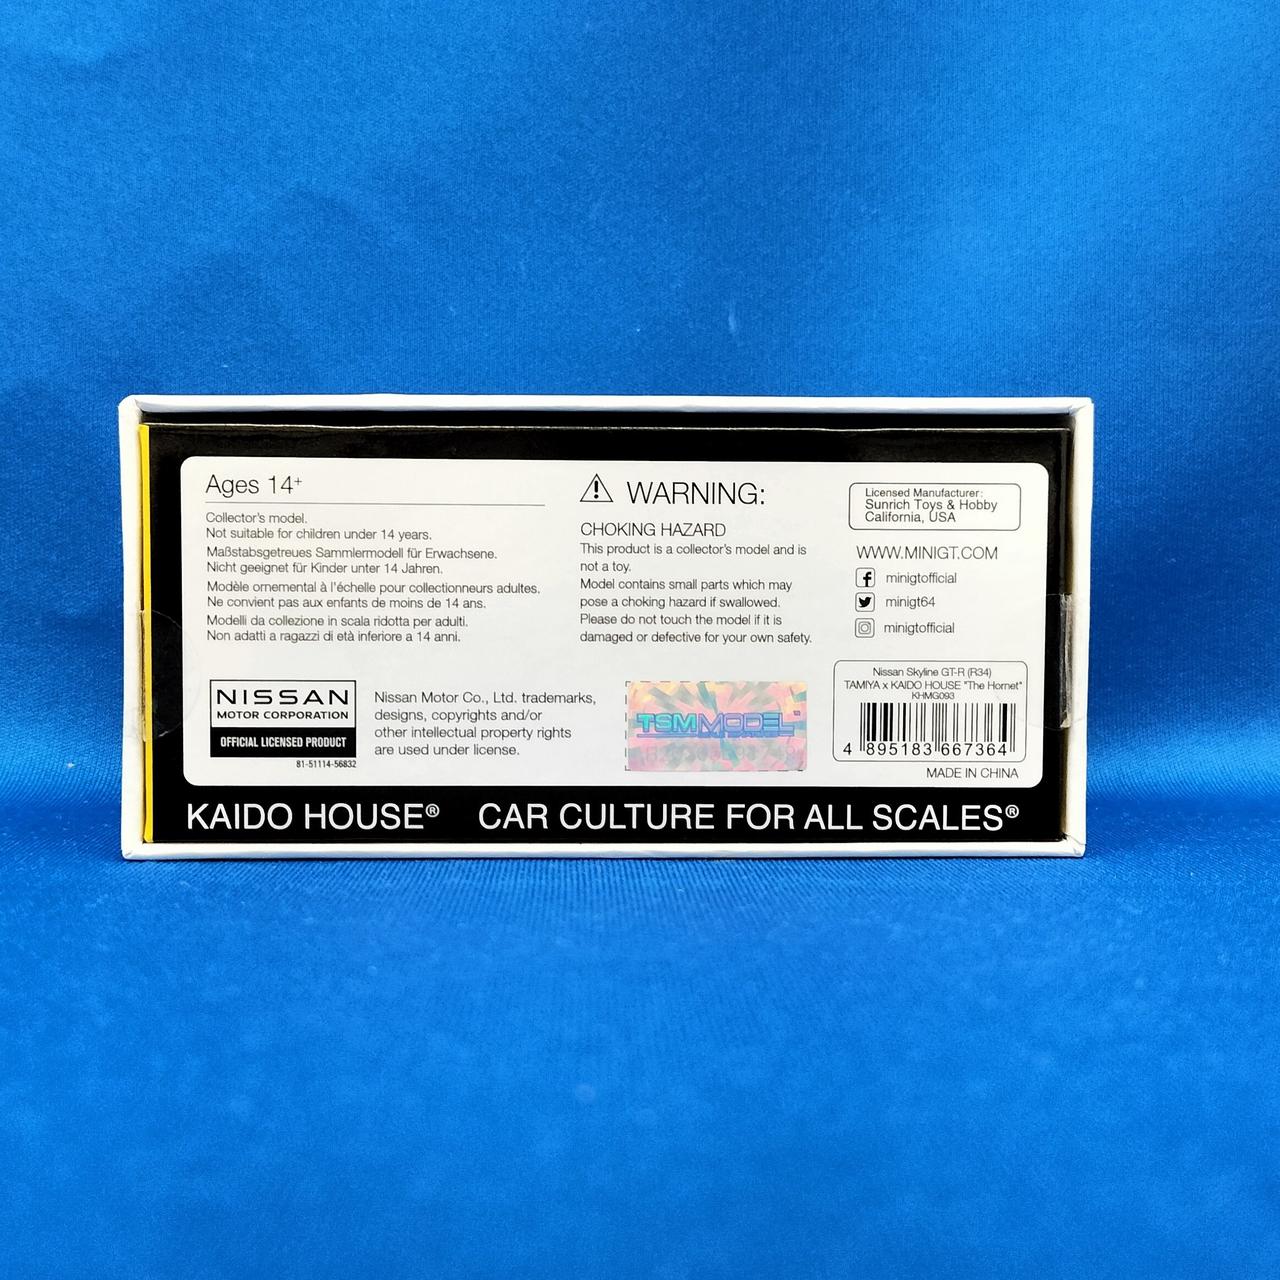 Ages 14+
Collector's model.
Not suitable for children under 14 years.
Maßstabsgetreues Sammlermodell für Erwachsene.
Nicht geeignet für Kinder unter 14 Jahren.
Modèle ornemental à l'échelle pour collectionneurs adultes.
Ne convient pas aux enfants de moins de 14 ans.
Modelli da collezione in scala ridotta per adulti.
Non adatti a ragazzi di età inferiore a 14 anni.
WARNING:
CHOKING HAZARD
This product is a collector's model and is
not a toy.
Model contains small parts which may
pose a choking hazard if swallowed.
Please do not touch the model if it is
damaged or defective for your own safety.
Licensed Manufacturer:
Sunrich Toys & Hobby
California, USA
WWW.MINIGT.COM
minigtofficial
minigt64
minigtofficial
NISSAN
MOTOR CORPORATION
OFFICIAL LICENSED PRODUCT
81-51114-56832
Nissan Motor Co., Ltd. trademarks,
designs, copyrights and/or
other intellectual property rights
are used under license.
TSMMODEL
Nissan Skyline GT-R (R34)
TAMIYA x KAIDO HOUSE "The Hornet"
KHMG093
4 895183 667364
MADE IN CHINA
KAIDO HOUSE® CAR CULTURE FOR ALL SCALES®